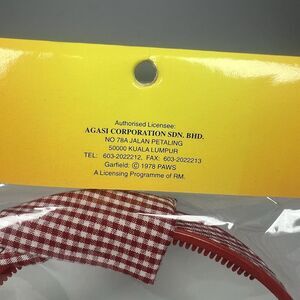 Authorised Licensee:
AGASI CORPORATION SDN. BHD.
NO 78A JALAN PETALING
50000 KUALA LUMPUR
TEL: 603-2022212, FAX: 603-2022213
Garfield: © 1978 PAWS
A Licensing Programme of RM.